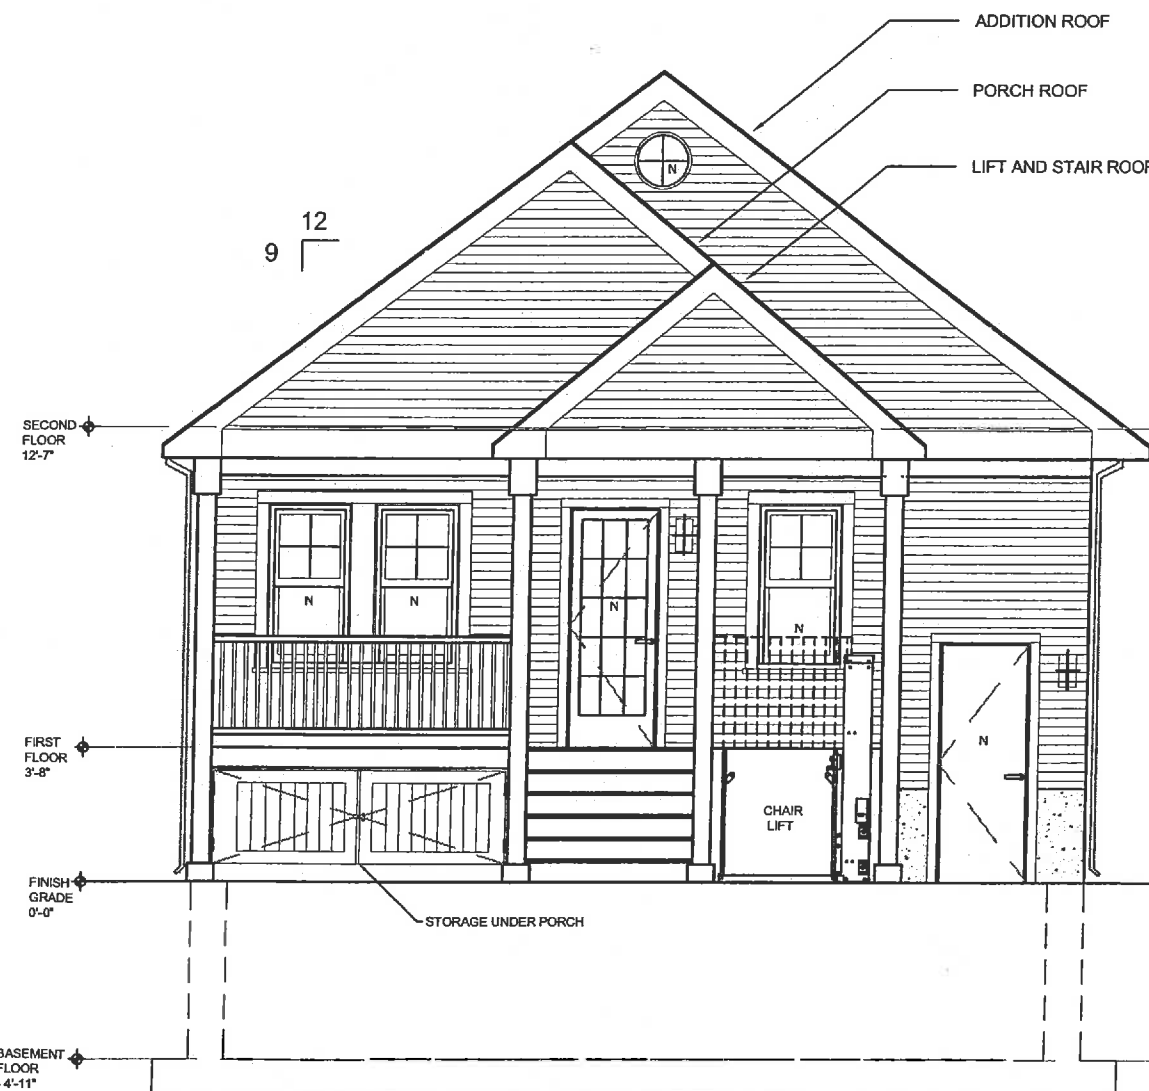 ADDITION ROOF
PORCH ROOF
LIFT AND STAIR ROOF
12
9
SECOND
FLOOR
12'-7"
N
N
N
N
N
N
FIRST
FLOOR
3'-8"
CHAIR
LIFT
FINISH
GRADE
0'-0"
STORAGE UNDER PORCH
BASEMENT
FLOOR
- 4'-11"